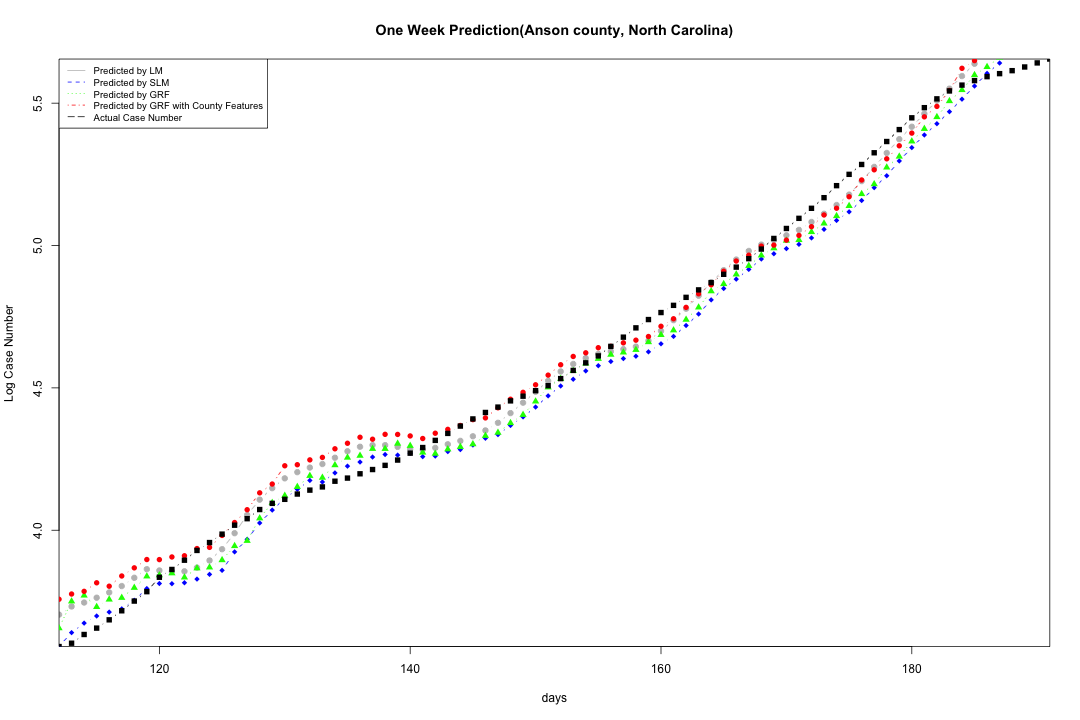 One Week Prediction(Anson county, North Carolina)
Predicted by LM
Predicted by SLM
Predicted by GRF
Predicted by GRF with County Features
Actual Case Number
5.5
5.0
4.5
4.0
Log Case Number
120 140 160 180
days